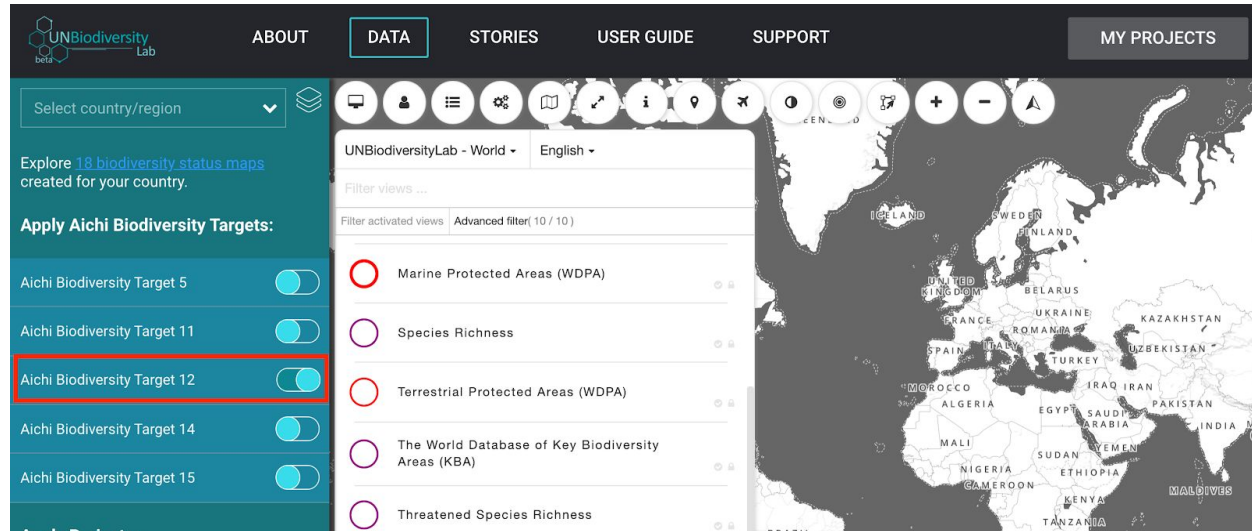 UNBiodiversity
Lab
beta
ABOUT
DATA
STORIES
USER GUIDE
SUPPORT
MY PROJECTS
Select country/region
Explore 18 biodiversity status maps
created for your country.
Apply Aichi Biodiversity Targets:
Aichi Biodiversity Target 5
Aichi Biodiversity Target 11
Aichi Biodiversity Target 12
Aichi Biodiversity Target 14
Aichi Biodiversity Target 15
UNBiodiversityLab - World
English
Filter views ...
Filter activated views
Advanced filter( 10 / 10 )
Marine Protected Areas (WDPA)
Species Richness
Terrestrial Protected Areas (WDPA)
The World Database of Key Biodiversity
Areas (KBA)
Threatened Species Richness
ICELAND
SWEDEN
FINLAND
UNITED
KINGDOM
BELARUS
UKRAINE
FRANCE
ROMANIA
KAZAKHSTAN
SPAIN
ITALY
TURKEY
UZBEKISTAN
MOROCCO
ALGERIA
IRAQ
IRAN
EGYPT
SAUDI
ARABIA
PAKISTAN
INDIA
MALI
SUDAN
YEMEN
NIGERIA
ETHIOPIA
CAMEROON
KENYA
MALDIVES
TANZANIA